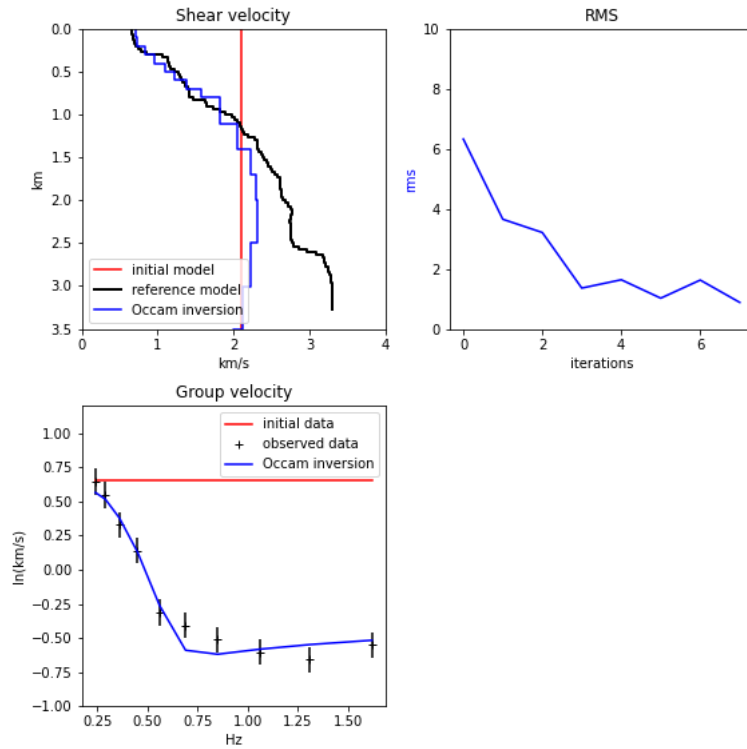 Shear velocity
0.0
0.5
1.0
1.5
2.0
2.5
3.0
3.5
km
initial model
reference model
Occam inversion
0 1 2 3 4
km/s
RMS
10
8
6
4
2
0
rms
0 2 4 6
iterations
Group velocity
1.00
0.75
0.50
0.25
0.00
−0.25
−0.50
−0.75
−1.00
ln(km/s)
initial data
observed data
Occam inversion
0.25 0.50 0.75 1.00 1.25 1.50
Hz